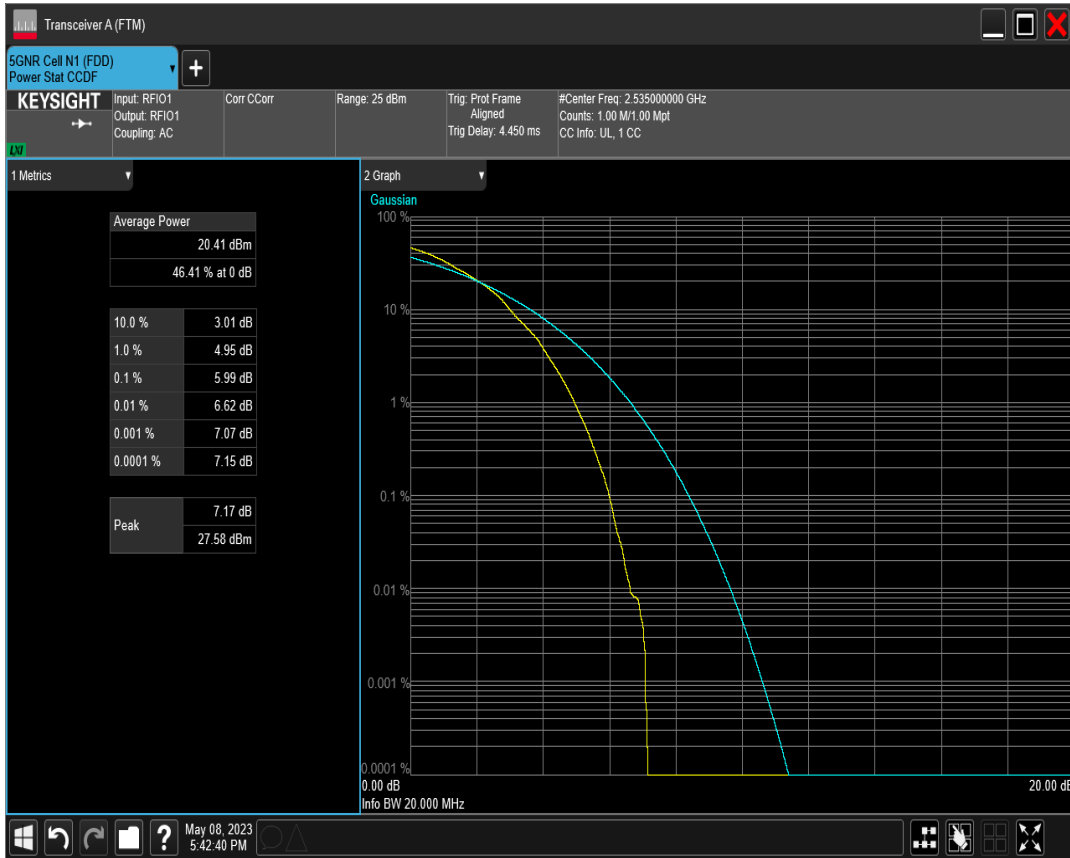 Transceiver A (FTM)
5GNR Cell N1 (FDD)
Power Stat CCDF
+
KEYSIGHT
LXI
Input: RFIO1
Output: RFIO1
Coupling: AC
Corr CCorr
Range: 25 dBm
Trig: Prot Frame
Aligned
Trig Delay: 4.450 ms
#Center Freq: 2.535000000 GHz
Counts: 1.00 M/1.00 Mpt
CC Info: UL, 1 CC
1 Metrics
Average Power
20.41 dBm
46.41 % at 0 dB
10.0 % 3.01 dB
1.0 % 4.95 dB
0.1 % 5.99 dB
0.01 % 6.62 dB
0.001 % 7.07 dB
0.0001 % 7.15 dB
Peak
7.17 dB
27.58 dBm
2 Graph
Gaussian
100 %
10 %
1 %
0.1 %
0.01 %
0.001 %
0.0001 %
0.00 dB 20.00 dB
Info BW 20.000 MHz
?
May 08, 2023
5:42:40 PM